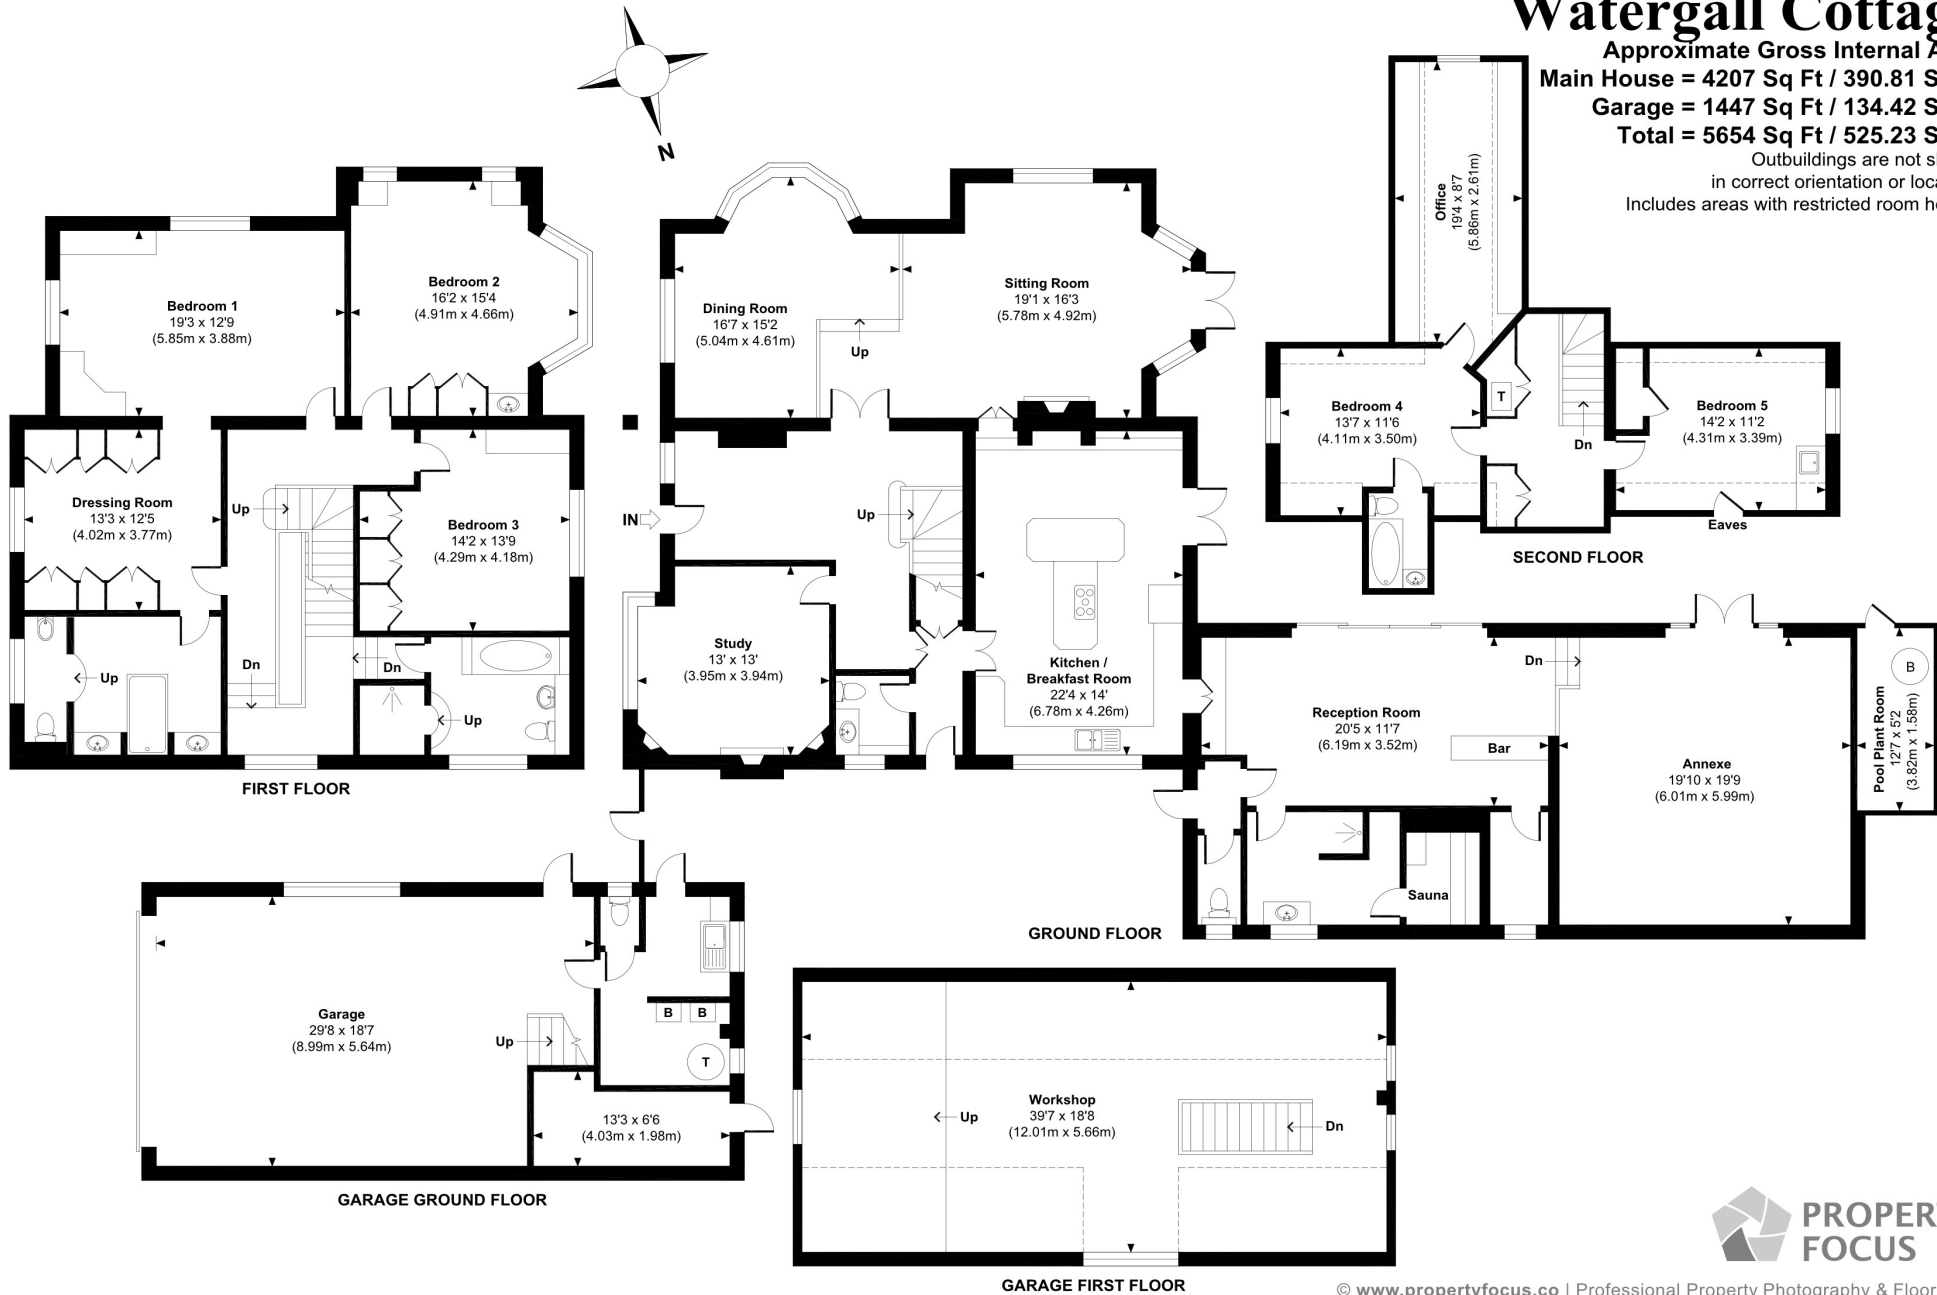 Watergall Cottag
Approximate Gross Internal A
Main House = 4207 Sq Ft / 390.81 S
Garage = 1447 Sq Ft / 134.42 S
Total = 5654 Sq Ft / 525.23 S
Outbuildings are not s
in correct orientation or loca
Includes areas with restricted room he
N
Bedroom 1
19'3 x 12'9
(5.85m x 3.88m)
Bedroom 2
16'2 x 15'4
(4.91m x 4.66m)
Dressing Room
13'3 x 12'5
(4.02m x 3.77m)
Up
Bedroom 3
14'2 x 13'9
(4.29m x 4.18m)
Up
Dn
Dn
Up
FIRST FLOOR
Dining Room
16'7 x 15'2
(5.04m x 4.61m)
Up
Sitting Room
19'1 x 16'3
(5.78m x 4.92m)
IN
Up
Study
13' x 13'
(3.95m x 3.94m)
Kitchen /
Breakfast Room
22'4 x 14'
(6.78m x 4.26m)
Reception Room
20'5 x 11'7
(6.19m x 3.52m)
Dn
Bar
Annexe
19'10 x 19'9
(6.01m x 5.99m)
B
Pool Plant Room
12'7 x 5'2
(3.82m x 1.58m)
Sauna
GROUND FLOOR
Office
19'4 x 8'7
(5.86m x 2.61m)
T
Bedroom 4
13'7 x 11'6
(4.11m x 3.50m)
Dn
Bedroom 5
14'2 x 11'2
(4.31m x 3.39m)
Eaves
SECOND FLOOR
Garage
29'8 x 18'7
(8.99m x 5.64m)
Up
B B
T
13'3 x 6'6
(4.03m x 1.98m)
GARAGE GROUND FLOOR
Up
Workshop
39'7 x 18'8
(12.01m x 5.66m)
Dn
GARAGE FIRST FLOOR
PROPER
FOCUS
© www.propertyfocus.co | Professional Property Photography & Floor